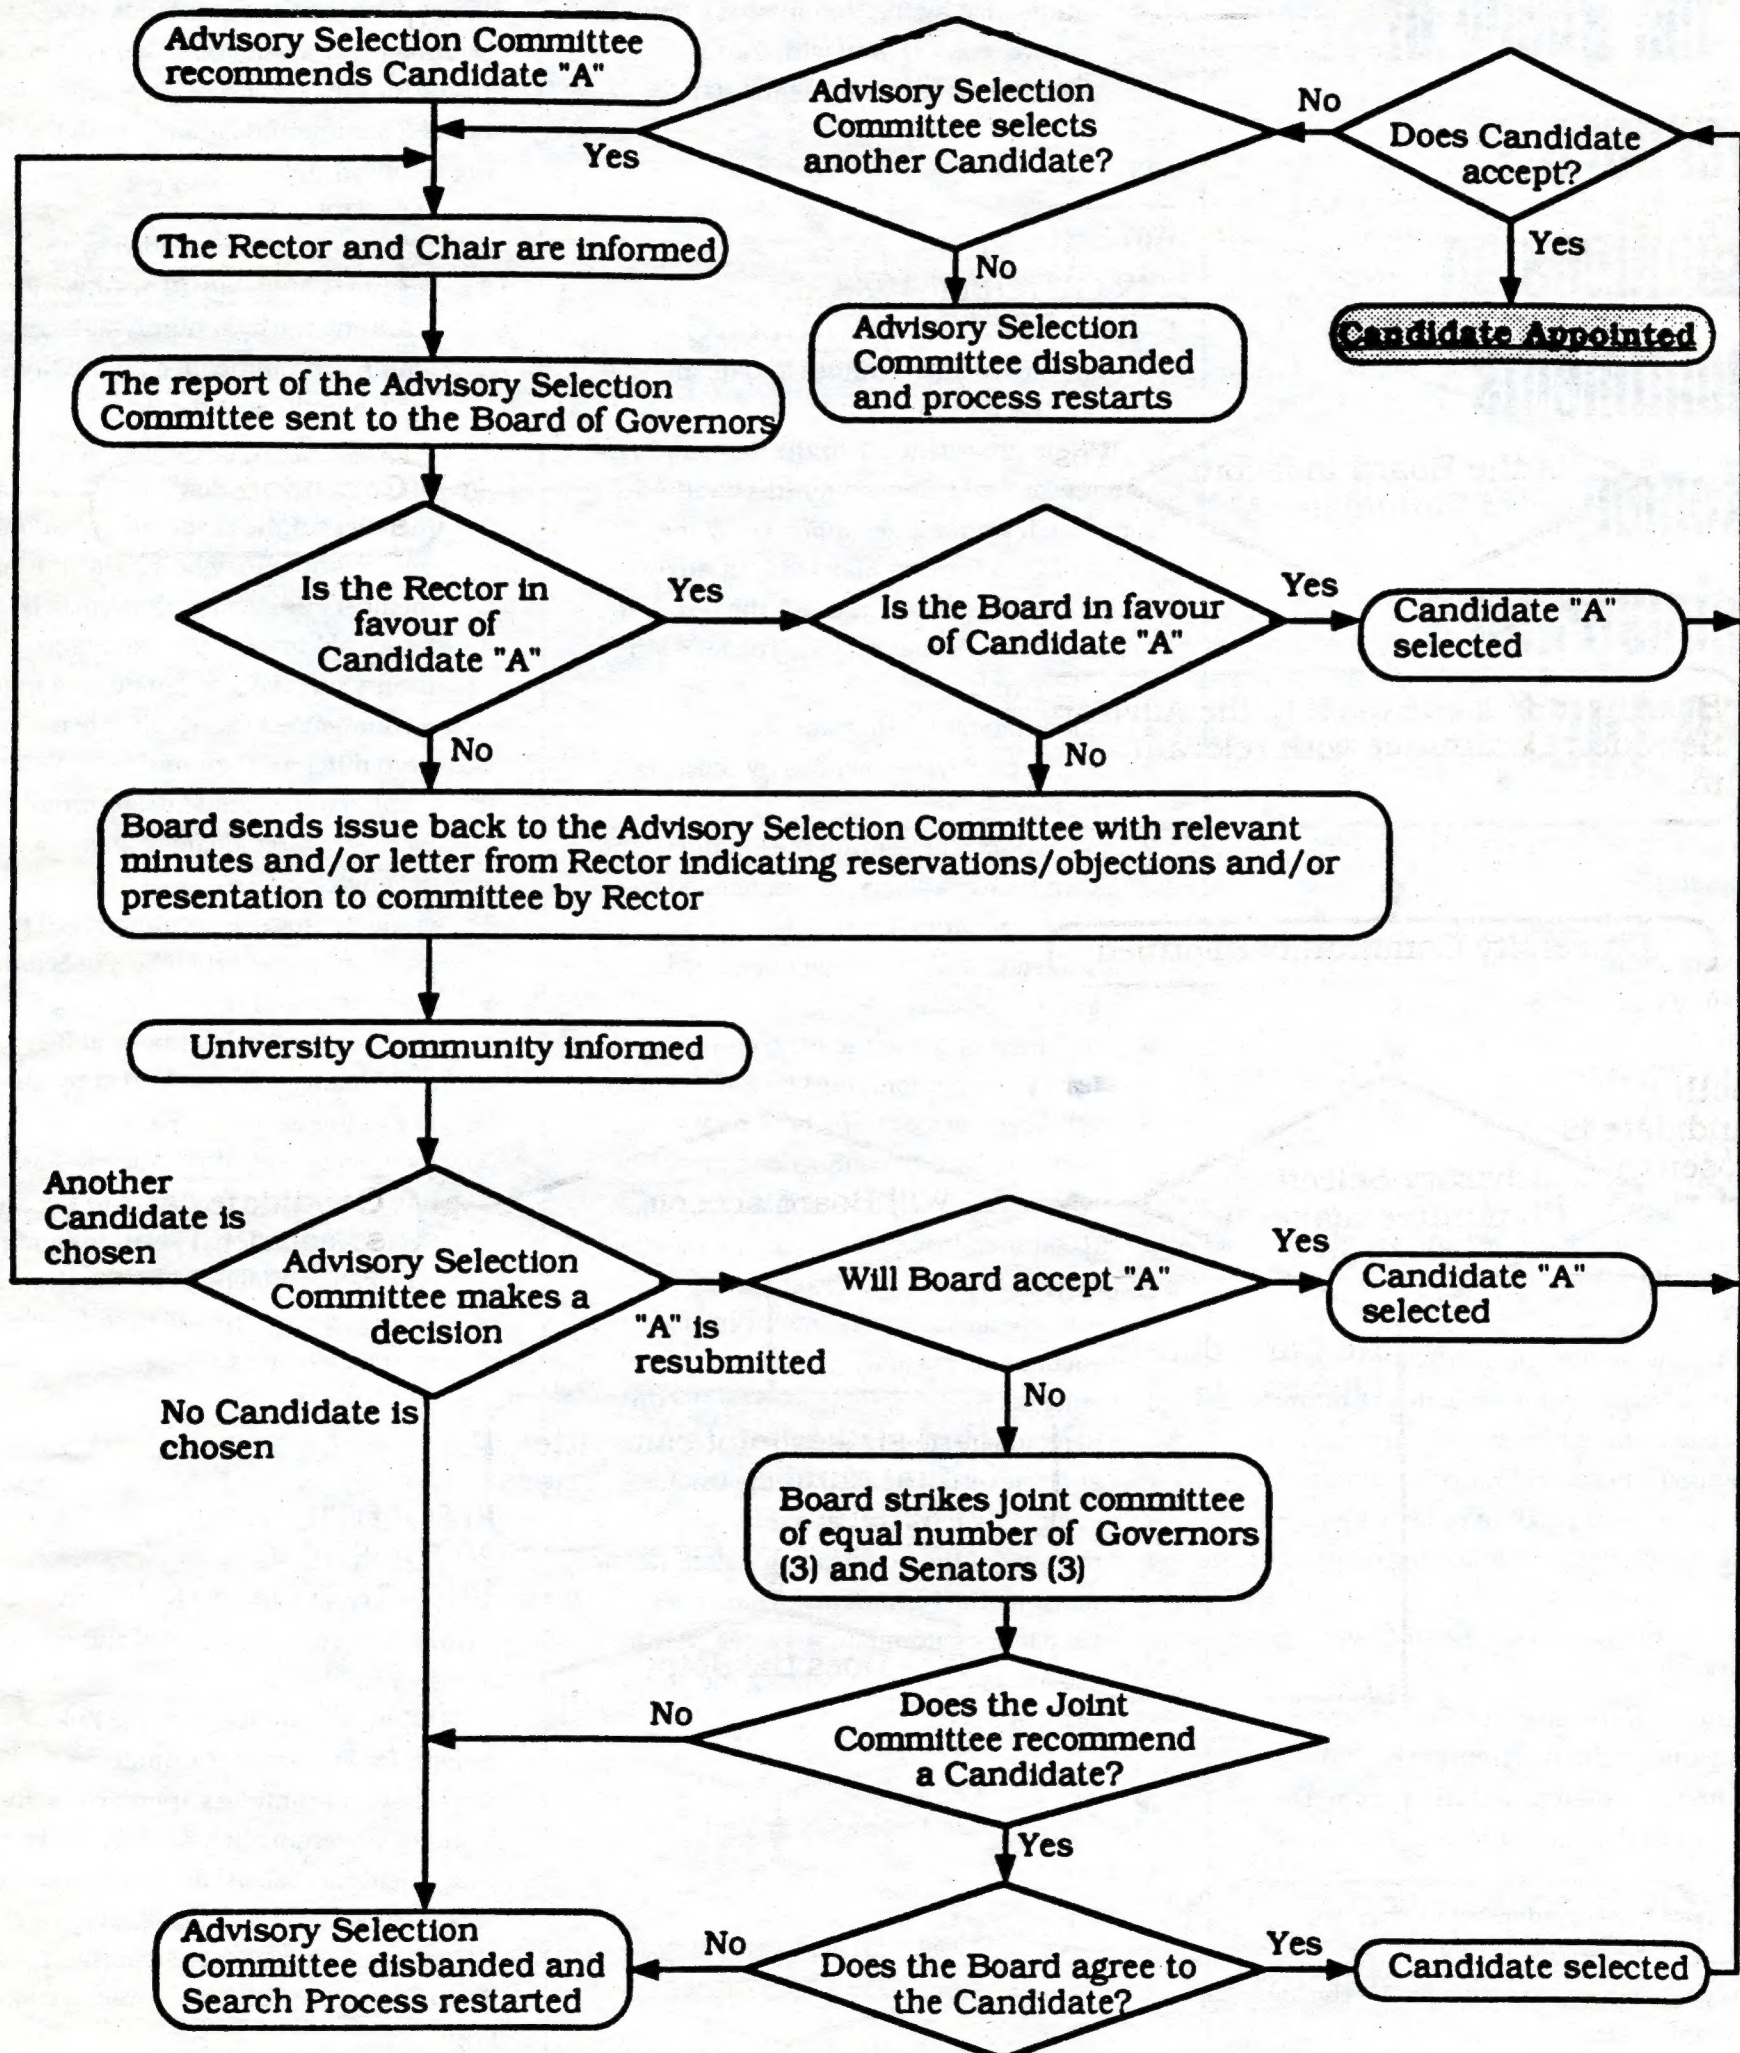 Advisory Selection Committee
recommends Candidate "A"
Advisory Selection
Committee selects
another Candidate?
No
Does Candidate
accept?
Yes
Yes
The Rector and Chair are informed
No
Advisory Selection
Committee disbanded
and process restarts
Candidate Appointed
The report of the Advisory Selection
Committee sent to the Board of Governors
Is the Rector in
favour of
Candidate "A"
Yes
Is the Board in favour
of Candidate "A"
Yes
Candidate "A"
selected
No
No
Board sends issue back to the Advisory Selection Committee with relevant
minutes and/or letter from Rector indicating reservations/objections and/or
presentation to committee by Rector
University Community informed
Another
Candidate is
chosen
Advisory Selection
Committee makes a
decision
"A" is
resubmitted
Will Board accept "A"
Yes
Candidate "A"
selected
No Candidate is
chosen
No
Board strikes joint committee
of equal number of Governors
(3) and Senators (3)
No
Does the Joint
Committee recommend
a Candidate?
Yes
Advisory Selection
Committee disbanded and
Search Process restarted
No
Does the Board agree to
the Candidate?
Yes
Candidate selected